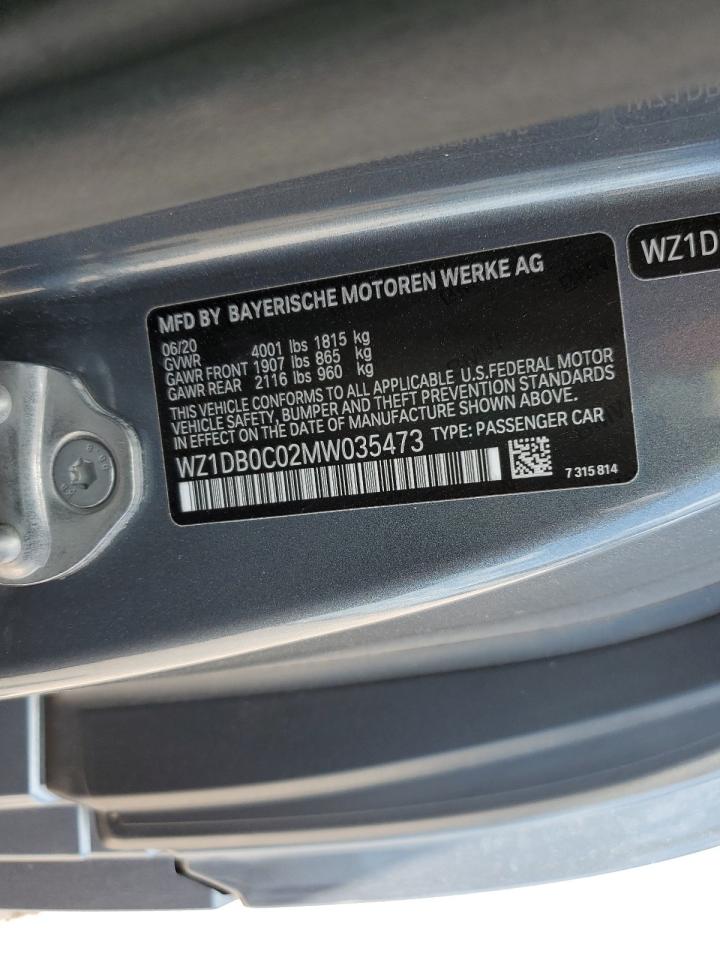 MFD BY BAYERISCHE MOTOREN WERKE AG
06/20
GVWR 4001 lbs 1815 kg
GAWR FRONT 1907 lbs 865 kg
GAWR REAR 2116 lbs 960 kg
THIS VEHICLE CONFORMS TO ALL APPLICABLE U.S.FEDERAL MOTOR
VEHICLE SAFETY, BUMPER AND THEFT PREVENTION STANDARDS
IN EFFECT ON THE DATE OF MANUFACTURE SHOWN ABOVE.
WZ1DB0C02MW035473 TYPE: PASSENGER CAR
7 315 814
WZ1D